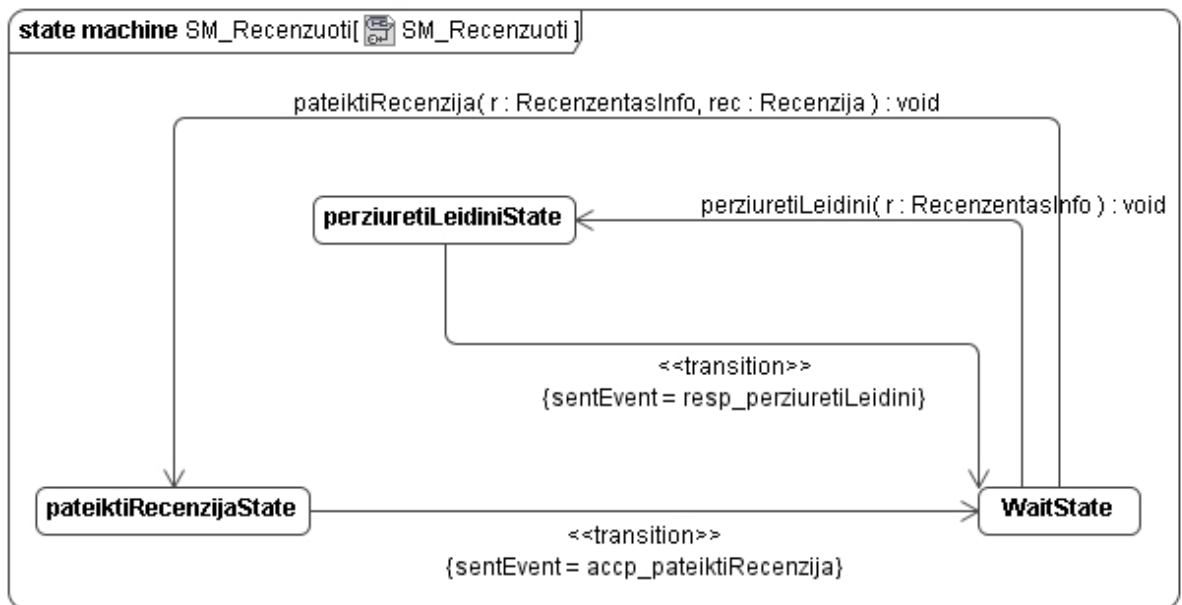 state machine SM_Recenzuoti[ SM_Recenzuoti ]
pateiktiRecenzija( r : RecenzentasInfo, rec : Recenzija ) : void
perziuretiLeidiniState
perziuretiLeidini( r : RecenzentasInfo ) : void
<<transition>>
{sentEvent = resp_perziuretiLeidini}
pateiktiRecenzijaState
WaitState
<<transition>>
{sentEvent = accp_pateiktiRecenzija}